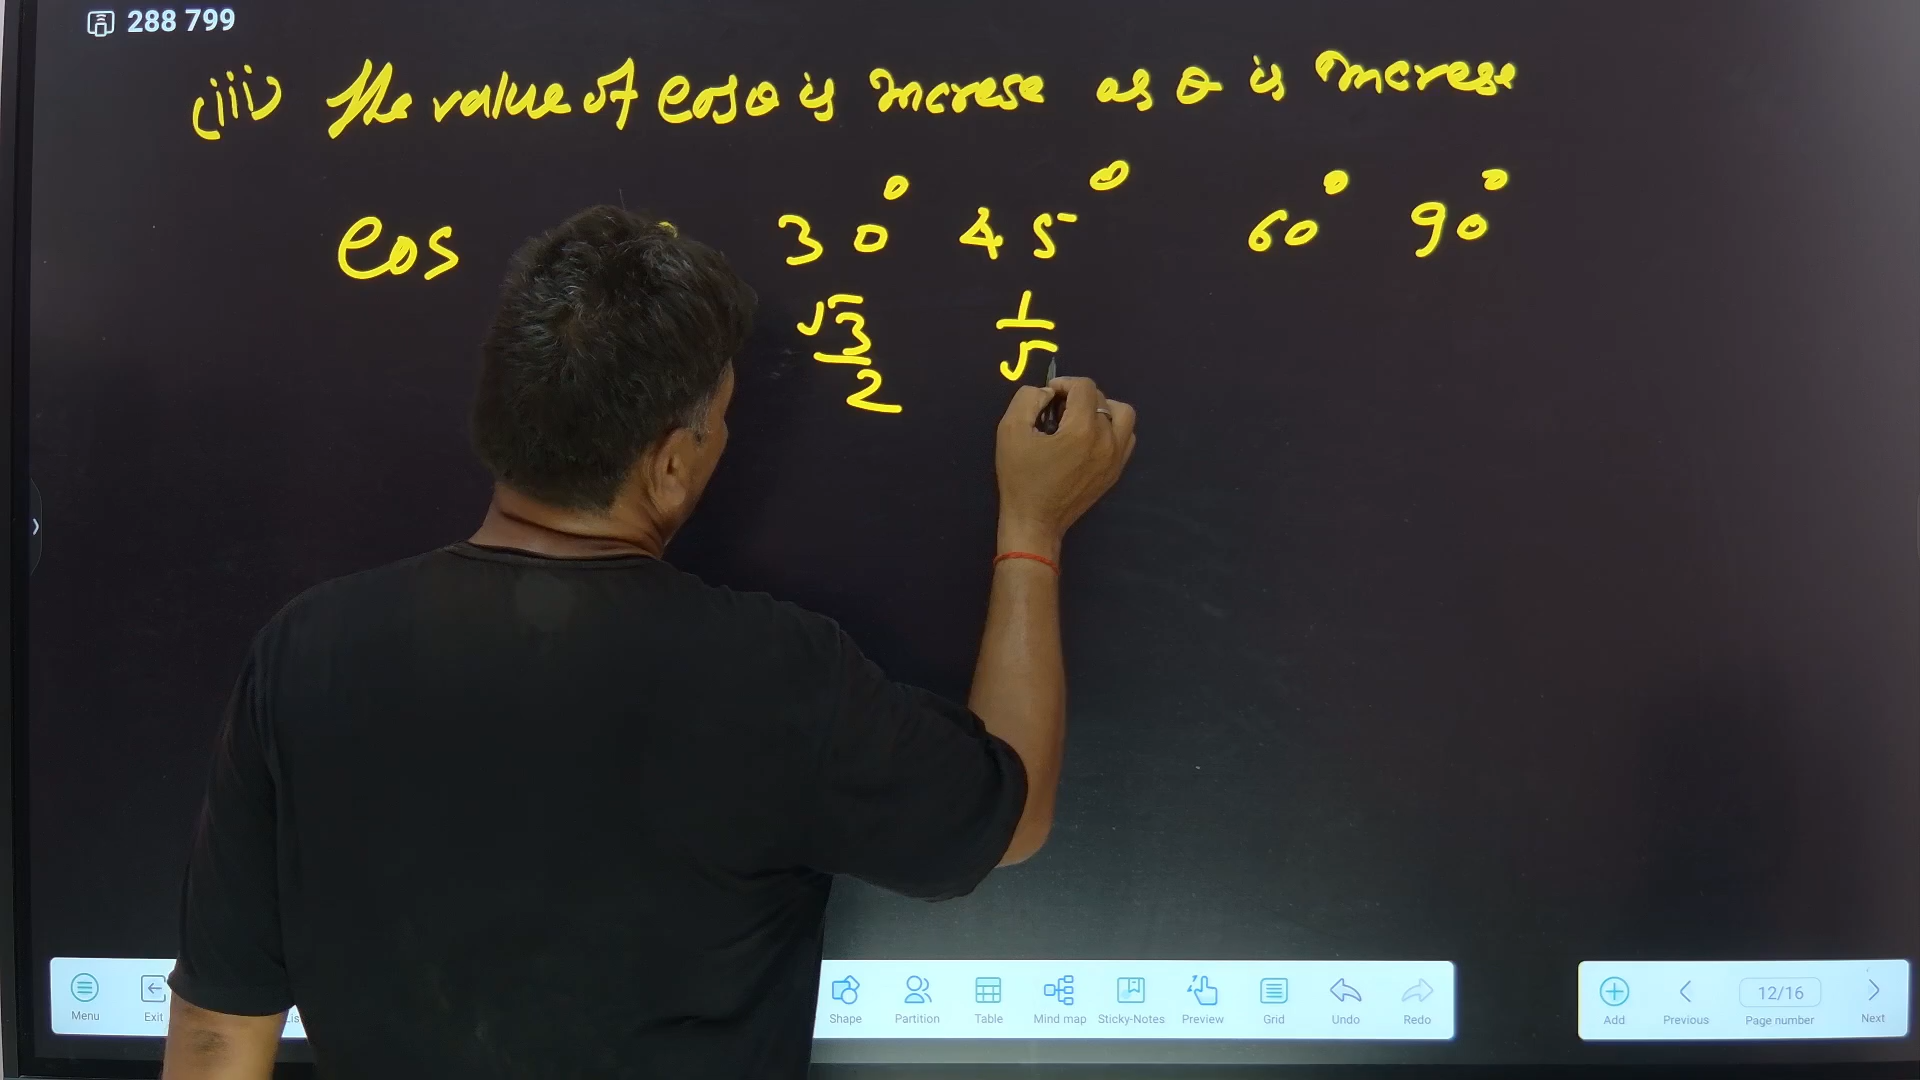 288 799
(iii) The value of cosθ is increse as θ is increse
cos 30° 45° 60° 90°
√3/2 1/√
Menu Exit Shape Partition Table Mind map Sticky-Notes Preview Grid Undo Redo Add Previous 12/16 Page number Next